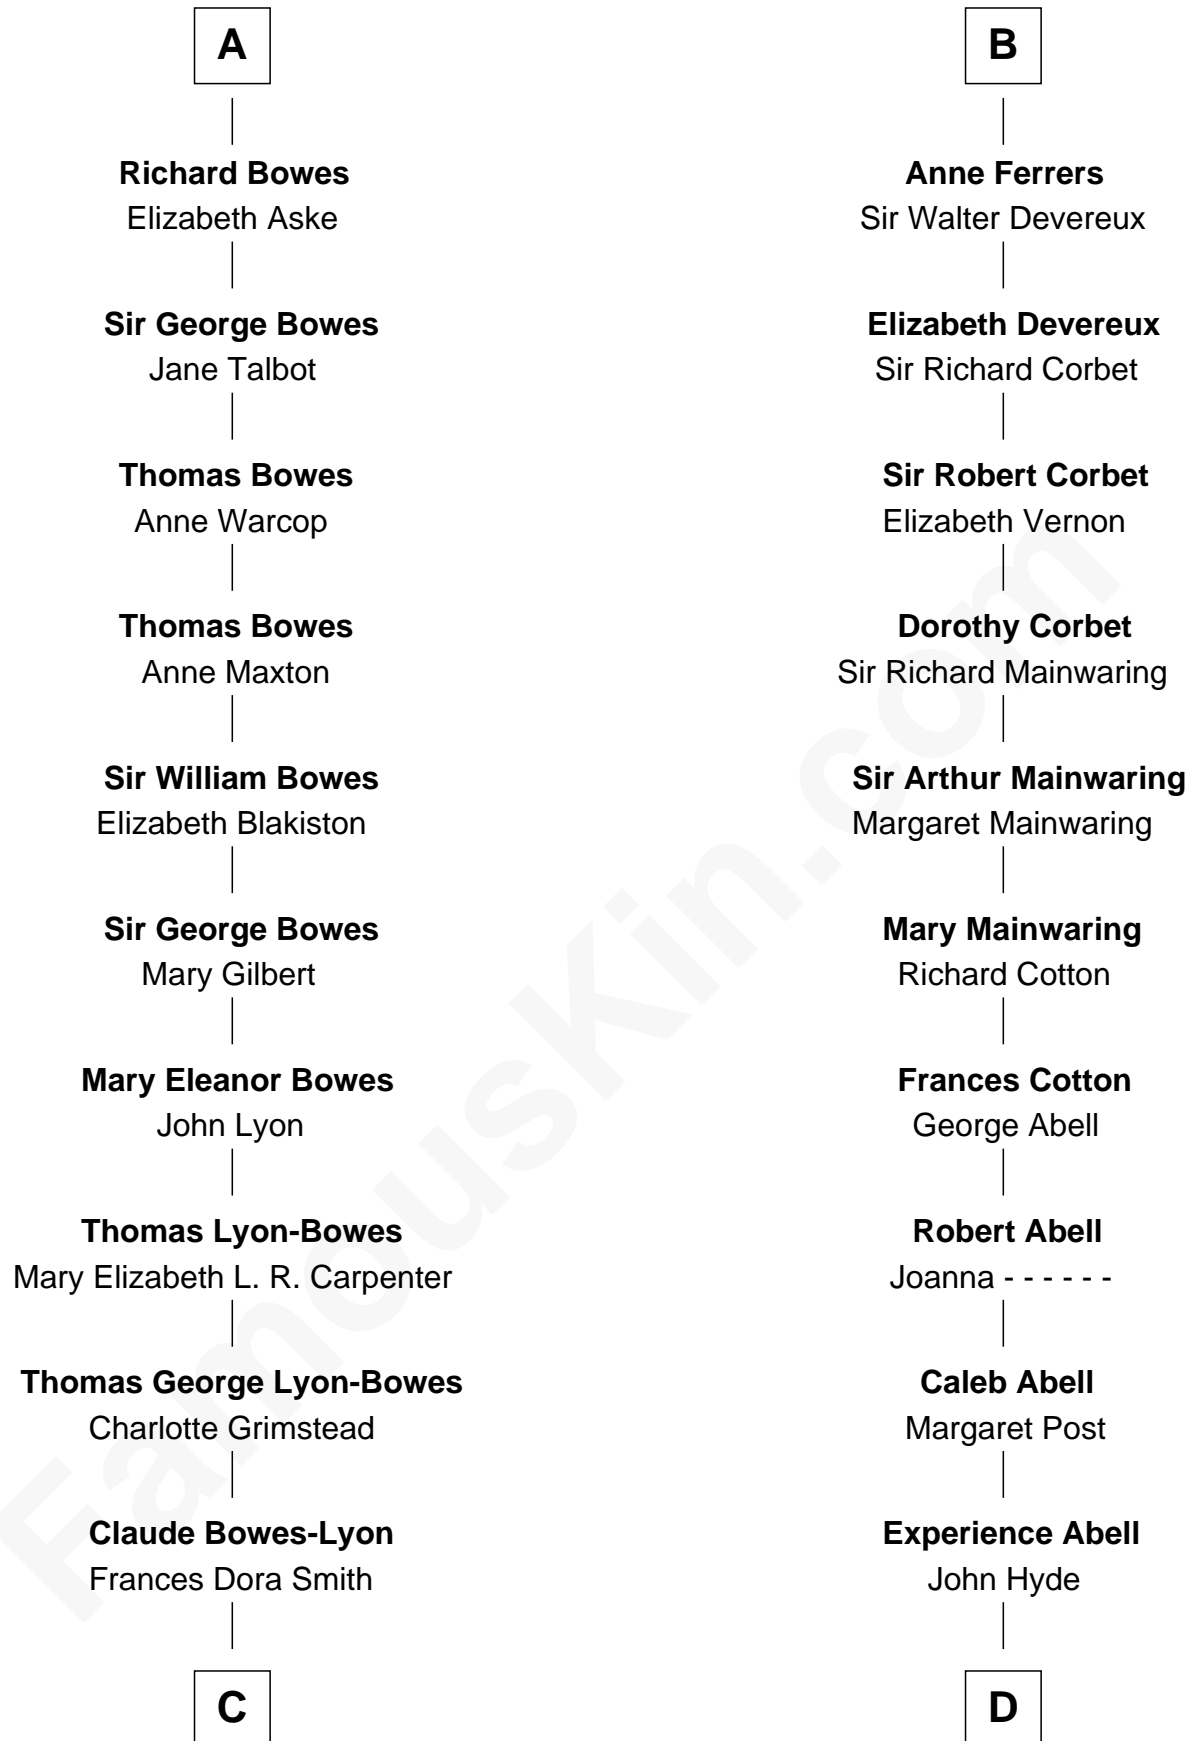 A
Richard Bowes
Elizabeth Aske
Sir George Bowes
Jane Talbot
Thomas Bowes
Anne Warcop
Thomas Bowes
Anne Maxton
Sir William Bowes
Elizabeth Blakiston
Sir George Bowes
Mary Gilbert
Mary Eleanor Bowes
John Lyon
Thomas Lyon-Bowes
Mary Elizabeth L. R. Carpenter
Thomas George Lyon-Bowes
Charlotte Grimstead
Claude Bowes-Lyon
Frances Dora Smith
C
B
Anne Ferrers
Sir Walter Devereux
Elizabeth Devereux
Sir Richard Corbet
Sir Robert Corbet
Elizabeth Vernon
Dorothy Corbet
Sir Richard Mainwaring
Sir Arthur Mainwaring
Margaret Mainwaring
Mary Mainwaring
Richard Cotton
Frances Cotton
George Abell
Robert Abell
Joanna - - - - - -
Caleb Abell
Margaret Post
Experience Abell
John Hyde
D
FamousKin.com